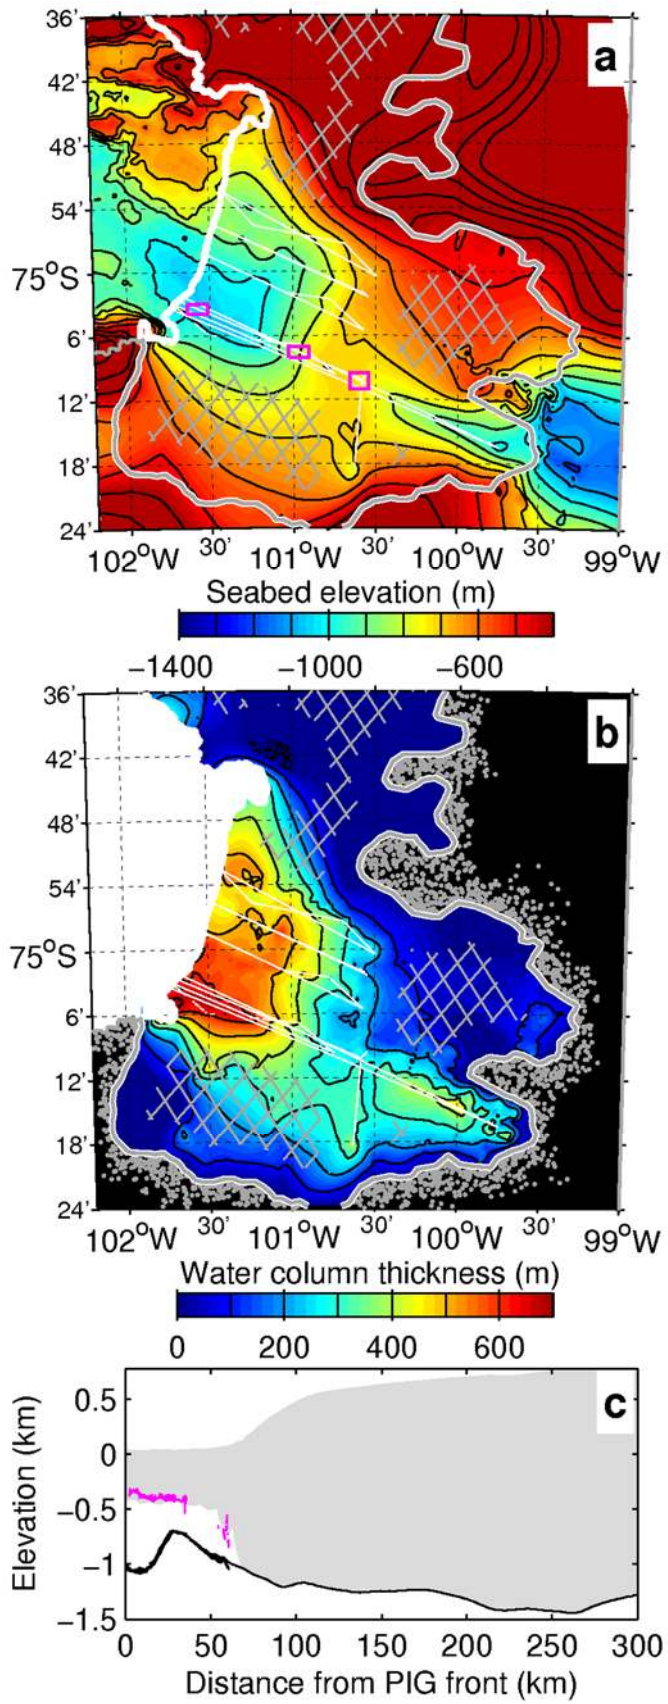 36'
a
42'
48'
54'
75°S
6'
12'
18'
24'
102°W 30' 101°W 30' 100°W 30' 99°W
Seabed elevation (m)
−1400 −1000 −600
36'
b
42'
48'
54'
75°S
6'
12'
18'
24'
102°W 30' 101°W 30' 100°W 30' 99°W
Water column thickness (m)
0 200 400 600
c
Elevation (km)
0.5
0
−0.5
−1
−1.5
0 50 100 150 200 250 300
Distance from PIG front (km)